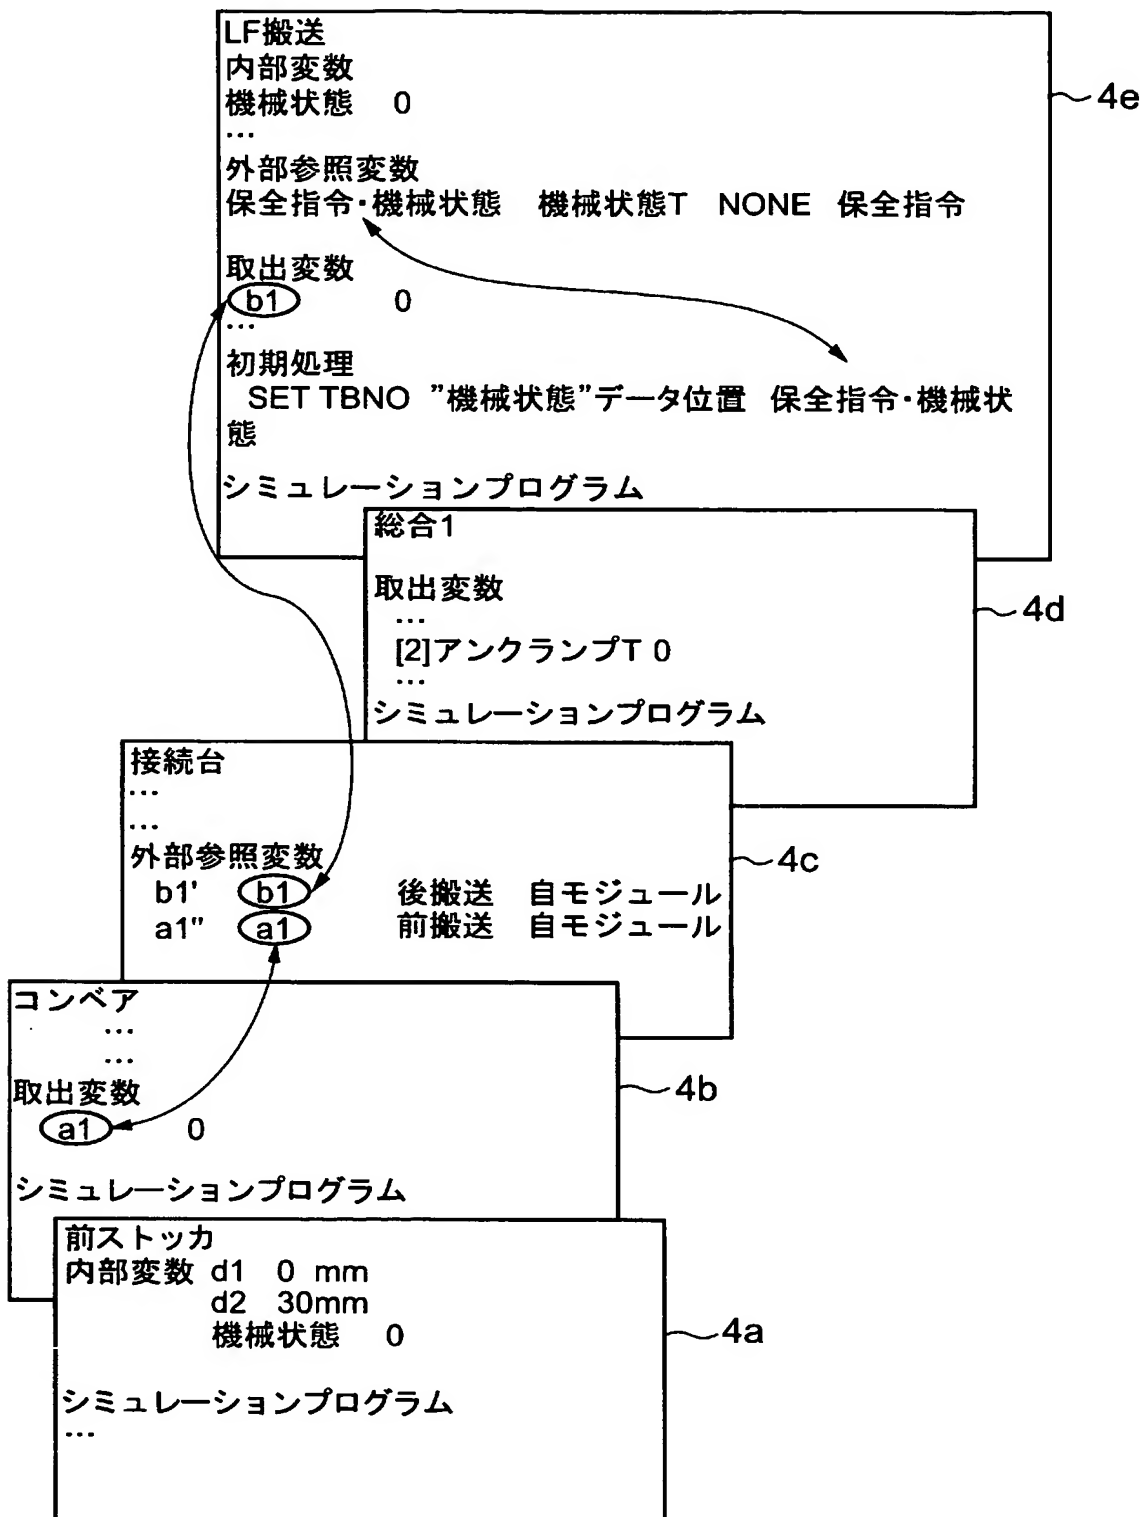 LF搬送
内部変数
機械状態 0
…
外部参照変数
保全指令・機械状態 機械状態T NONE 保全指令
取出変数
b1 0
…
初期処理
SET TBNO ”機械状態”データ位置 保全指令・機械状
態
シミュレーションプログラム
4e
総合1
取出変数
…
[2]アンクランプT 0
…
シミュレーションプログラム
4d
接続台
…
…
外部参照変数
b1' b1 後搬送 自モジュール
a1" a1 前搬送 自モジュール
4c
コンベア
…
…
取出変数
a1 0
シミュレーションプログラム
4b
前ストッカ
内部変数 d1 0 mm
d2 30mm
機械状態 0
シミュレーションプログラム
…
4a